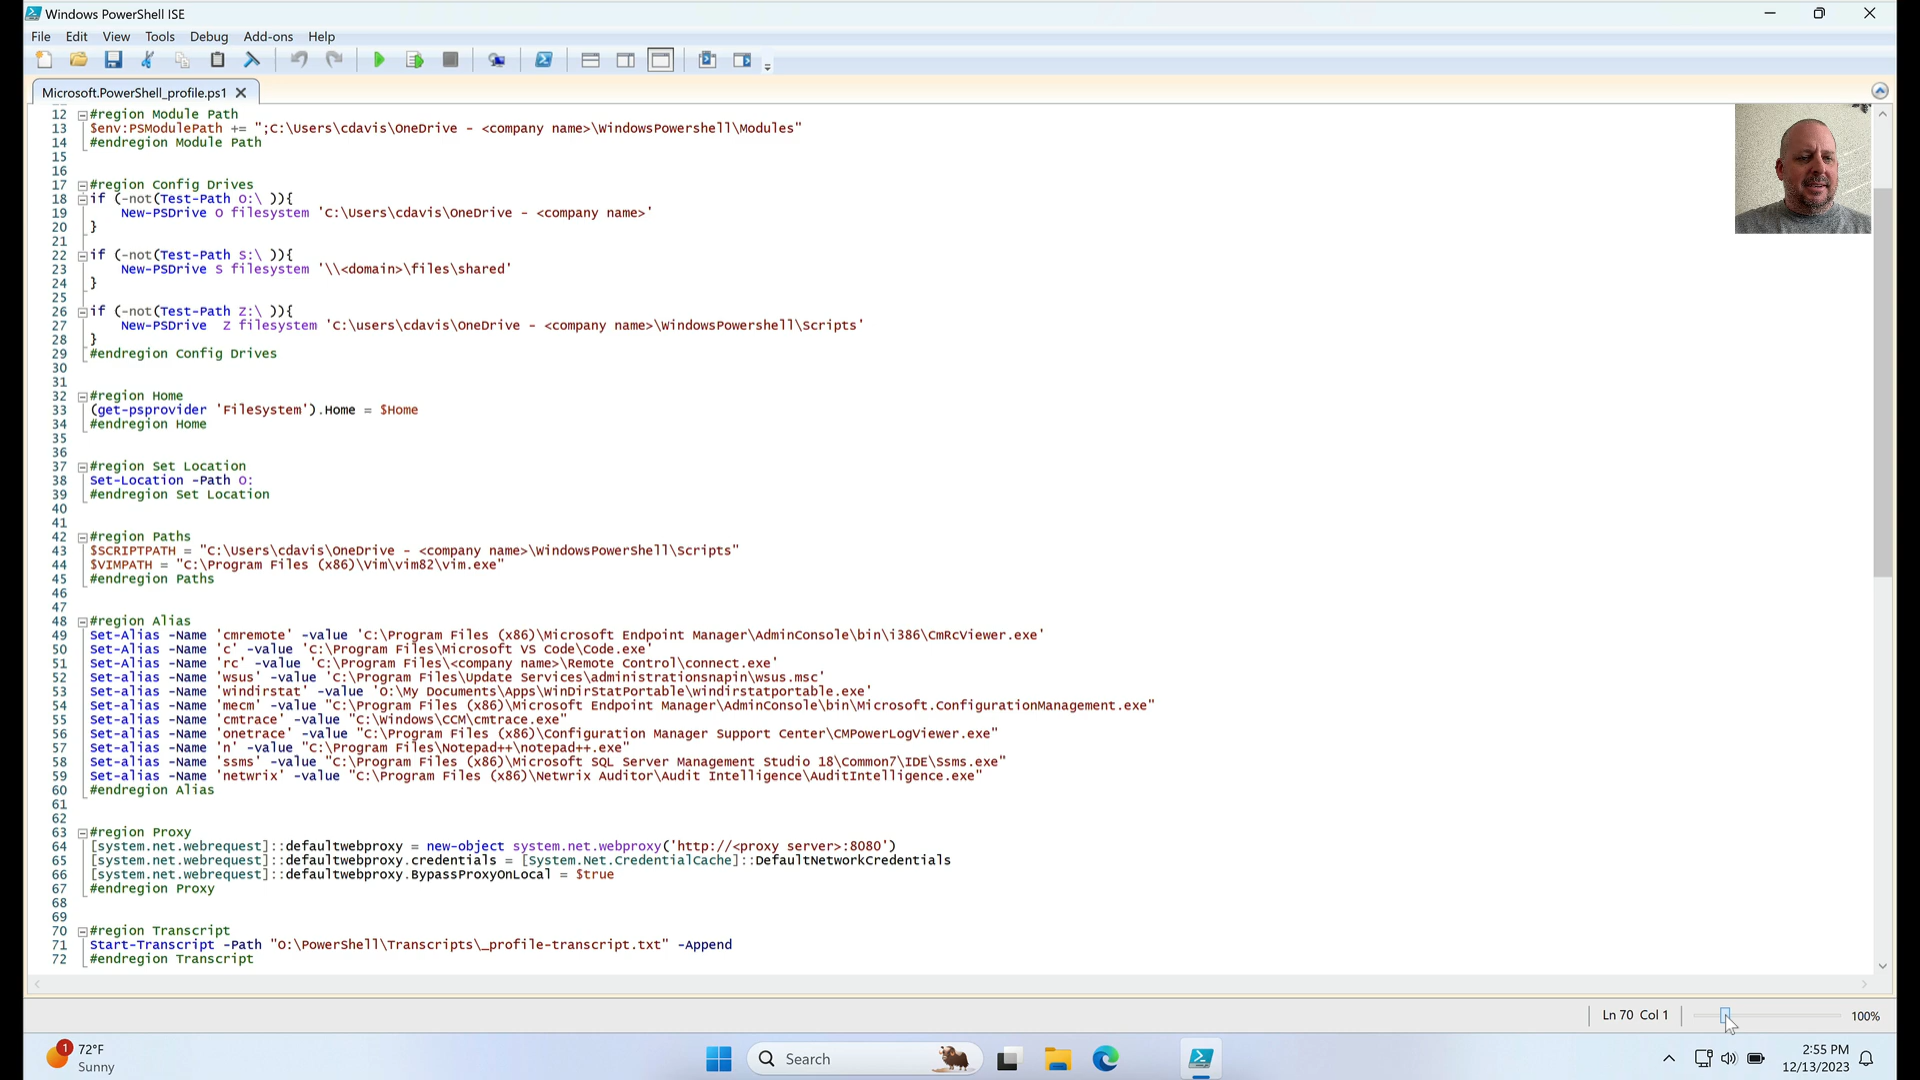 Windows PowerShell ISE
File Edit View Tools Debug Add-ons Help
Microsoft.PowerShell_profile.ps1
12 #region Module Path
13 $env:PSModulePath += ";C:\Users\cdavis\OneDrive - <company name>\WindowsPowershell\Modules"
14 #endregion Module Path
15
16
17 #region Config Drives
18 if (-not(Test-Path O:\ )){
19 New-PSDrive O filesystem 'C:\Users\cdavis\OneDrive - <company name>'
20 }
21
22 if (-not(Test-Path S:\ )){
23 New-PSDrive S filesystem '\\<domain>\files\shared'
24 }
25
26 if (-not(Test-Path Z:\ )){
27 New-PSDrive  Z filesystem 'C:\users\cdavis\OneDrive - <company name>\WindowsPowershell\Scripts'
28 }
29 #endregion Config Drives
30
31
32 #region Home
33 (get-psprovider 'FileSystem').Home = $Home
34 #endregion Home
35
36
37 #region Set Location
38 Set-Location -Path O:
39 #endregion Set Location
40
41
42 #region Paths
43 $SCRIPTPATH = "C:\Users\cdavis\OneDrive - <company name>\WindowsPowerShell\Scripts"
44 $VIMPATH = "C:\Program Files (x86)\Vim\vim82\vim.exe"
45 #endregion Paths
46
47
48 #region Alias
49 Set-Alias -Name 'cmremote' -value 'C:\Program Files (x86)\Microsoft Endpoint Manager\AdminConsole\bin\i386\CmRcViewer.exe'
50 Set-Alias -Name 'c' -value 'C:\Program Files\Microsoft VS Code\Code.exe'
51 Set-Alias -Name 'rc' -value 'C:\Program Files\<company name>\Remote Control\connect.exe'
52 Set-alias -Name 'wsus' -value 'C:\Program Files\Update Services\administrationsnapin\wsus.msc'
53 Set-alias -Name 'windirstat' -value 'O:\My Documents\Apps\WinDirStatPortable\windirstatportable.exe'
54 Set-alias -Name 'mecm' -value "C:\Program Files (x86)\Microsoft Endpoint Manager\AdminConsole\bin\Microsoft.ConfigurationManagement.exe"
55 Set-alias -Name 'cmtrace' -value "C:\Windows\CCM\cmtrace.exe"
56 Set-alias -Name 'onetrace' -value "C:\Program Files (x86)\Configuration Manager Support Center\CMPowerLogViewer.exe"
57 Set-alias -Name 'n' -value "C:\Program Files\Notepad++\notepad++.exe"
58 Set-alias -Name 'ssms' -value "C:\Program Files (x86)\Microsoft SQL Server Management Studio 18\Common7\IDE\Ssms.exe"
59 Set-alias -Name 'netwrix' -value "C:\Program Files (x86)\Netwrix Auditor\Audit Intelligence\AuditIntelligence.exe"
60 #endregion Alias
61
62
63 #region Proxy
64 [system.net.webrequest]::defaultwebproxy = new-object system.net.webproxy('http://<proxy server>:8080')
65 [system.net.webrequest]::defaultwebproxy.credentials = [System.Net.CredentialCache]::DefaultNetworkCredentials
66 [system.net.webrequest]::defaultwebproxy.BypassProxyOnLocal = $true
67 #endregion Proxy
68
69
70 #region Transcript
71 Start-Transcript -Path "O:\PowerShell\Transcripts\_profile-transcript.txt" -Append
72 #endregion Transcript
Ln 70 Col 1 100%
1 72°F
Sunny
Search
2:55 PM
12/13/2023